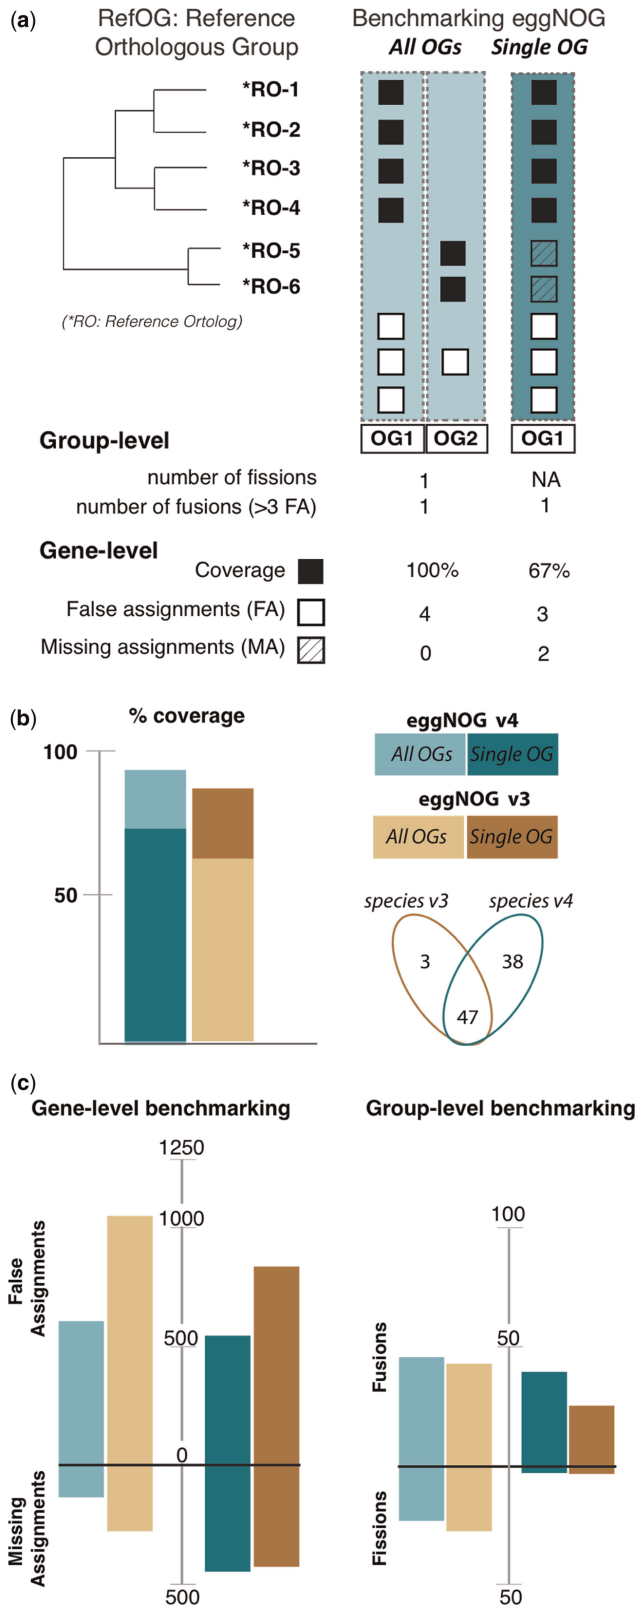 (a)
RefOG: Reference
Orthologous Group
Benchmarking eggNOG
All OGs
Single OG
*RO-1
*RO-2
*RO-3
*RO-4
*RO-5
*RO-6
(*RO: Reference Ortolog)
OG1
OG2
OG1
Group-level
number of fissions
1
NA
number of fusions (>3 FA)
1
1
Gene-level
Coverage
100%
67%
False assignments (FA)
4
3
Missing assignments (MA)
0
2
(b)
% coverage
100
50
eggNOG v4
All OGs
Single OG
eggNOG v3
All OGs
Single OG
species v3
species v4
3
38
47
(c)
Gene-level benchmarking
1250
1000
500
0
500
False
Assignments
Missing
Assignments
Group-level benchmarking
100
50
50
Fusions
Fissions